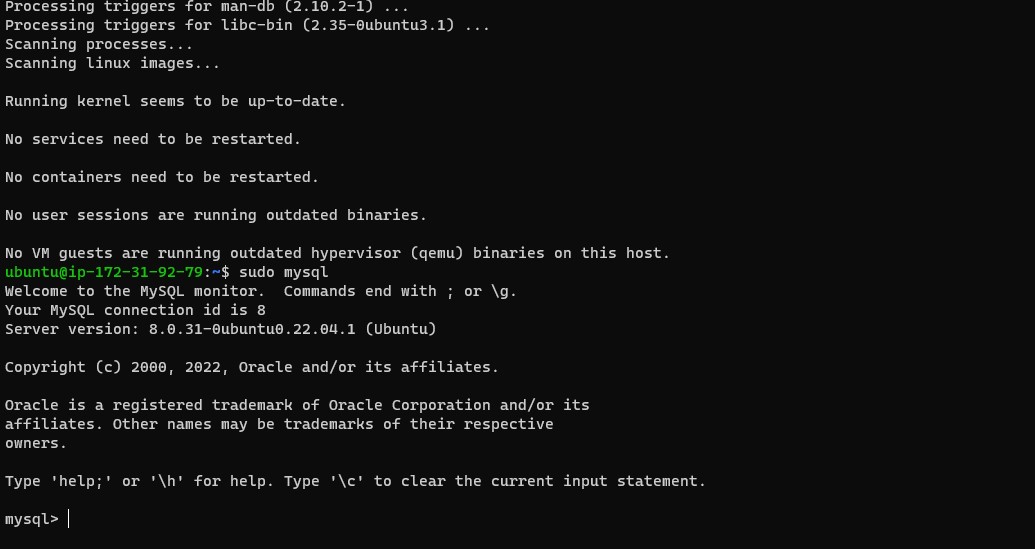 Processing triggers for man-db (2.10.2-1) ...
Processing triggers for libc-bin (2.35-0ubuntu3.1) ...
Scanning processes...
Scanning linux images...
Running kernel seems to be up-to-date.
No services need to be restarted.
No containers need to be restarted.
No user sessions are running outdated binaries.
No VM guests are running outdated hypervisor (qemu) binaries on this host.
ubuntu@ip-172-31-92-79:~$ sudo mysql
Welcome to the MySQL monitor.  Commands end with ; or \g.
Your MySQL connection id is 8
Server version: 8.0.31-0ubuntu0.22.04.1 (Ubuntu)
Copyright (c) 2000, 2022, Oracle and/or its affiliates.
Oracle is a registered trademark of Oracle Corporation and/or its
affiliates. Other names may be trademarks of their respective
owners.
Type 'help;' or '\h' for help. Type '\c' to clear the current input statement.
mysql>